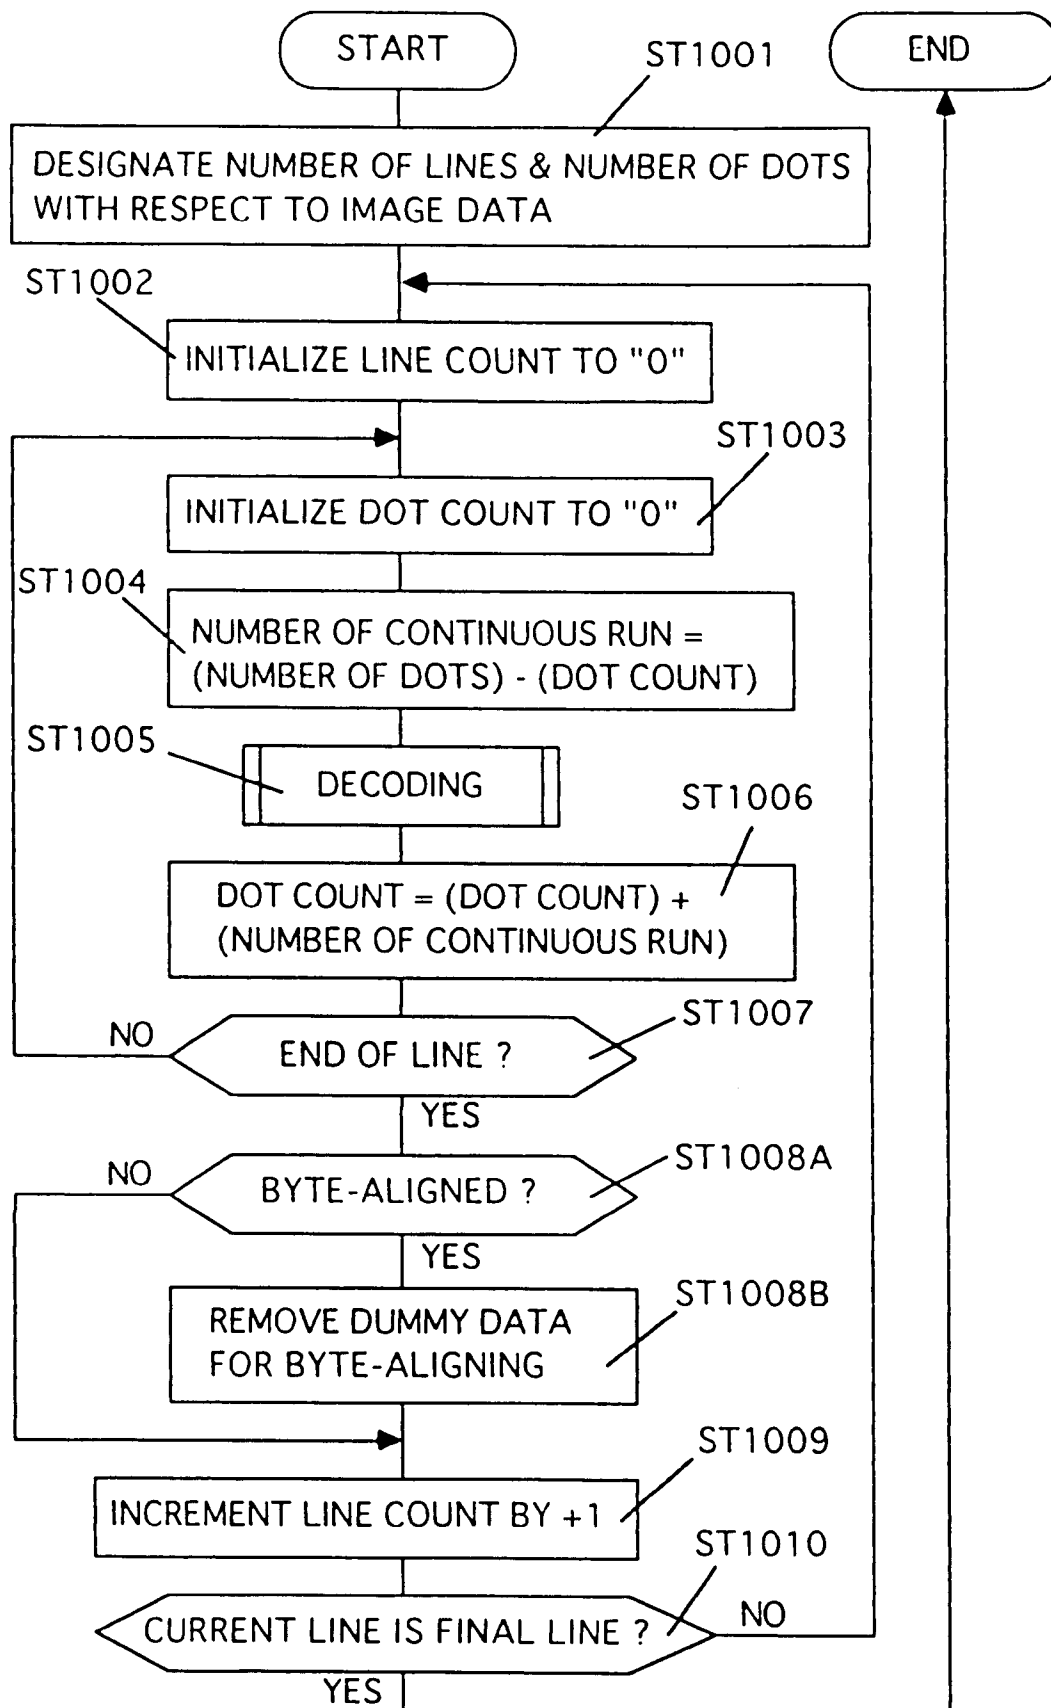 START
END
ST1001
DESIGNATE NUMBER OF LINES & NUMBER OF DOTS
WITH RESPECT TO IMAGE DATA
ST1002
INITIALIZE LINE COUNT TO "0"
ST1003
INITIALIZE DOT COUNT TO "0"
ST1004
NUMBER OF CONTINUOUS RUN =
(NUMBER OF DOTS) - (DOT COUNT)
ST1005
DECODING
ST1006
DOT COUNT = (DOT COUNT) +
(NUMBER OF CONTINUOUS RUN)
ST1007
NO
END OF LINE ?
YES
ST1008A
NO
BYTE-ALIGNED ?
YES
ST1008B
REMOVE DUMMY DATA
FOR BYTE-ALIGNING
ST1009
INCREMENT LINE COUNT BY +1
ST1010
CURRENT LINE IS FINAL LINE ?
NO
YES